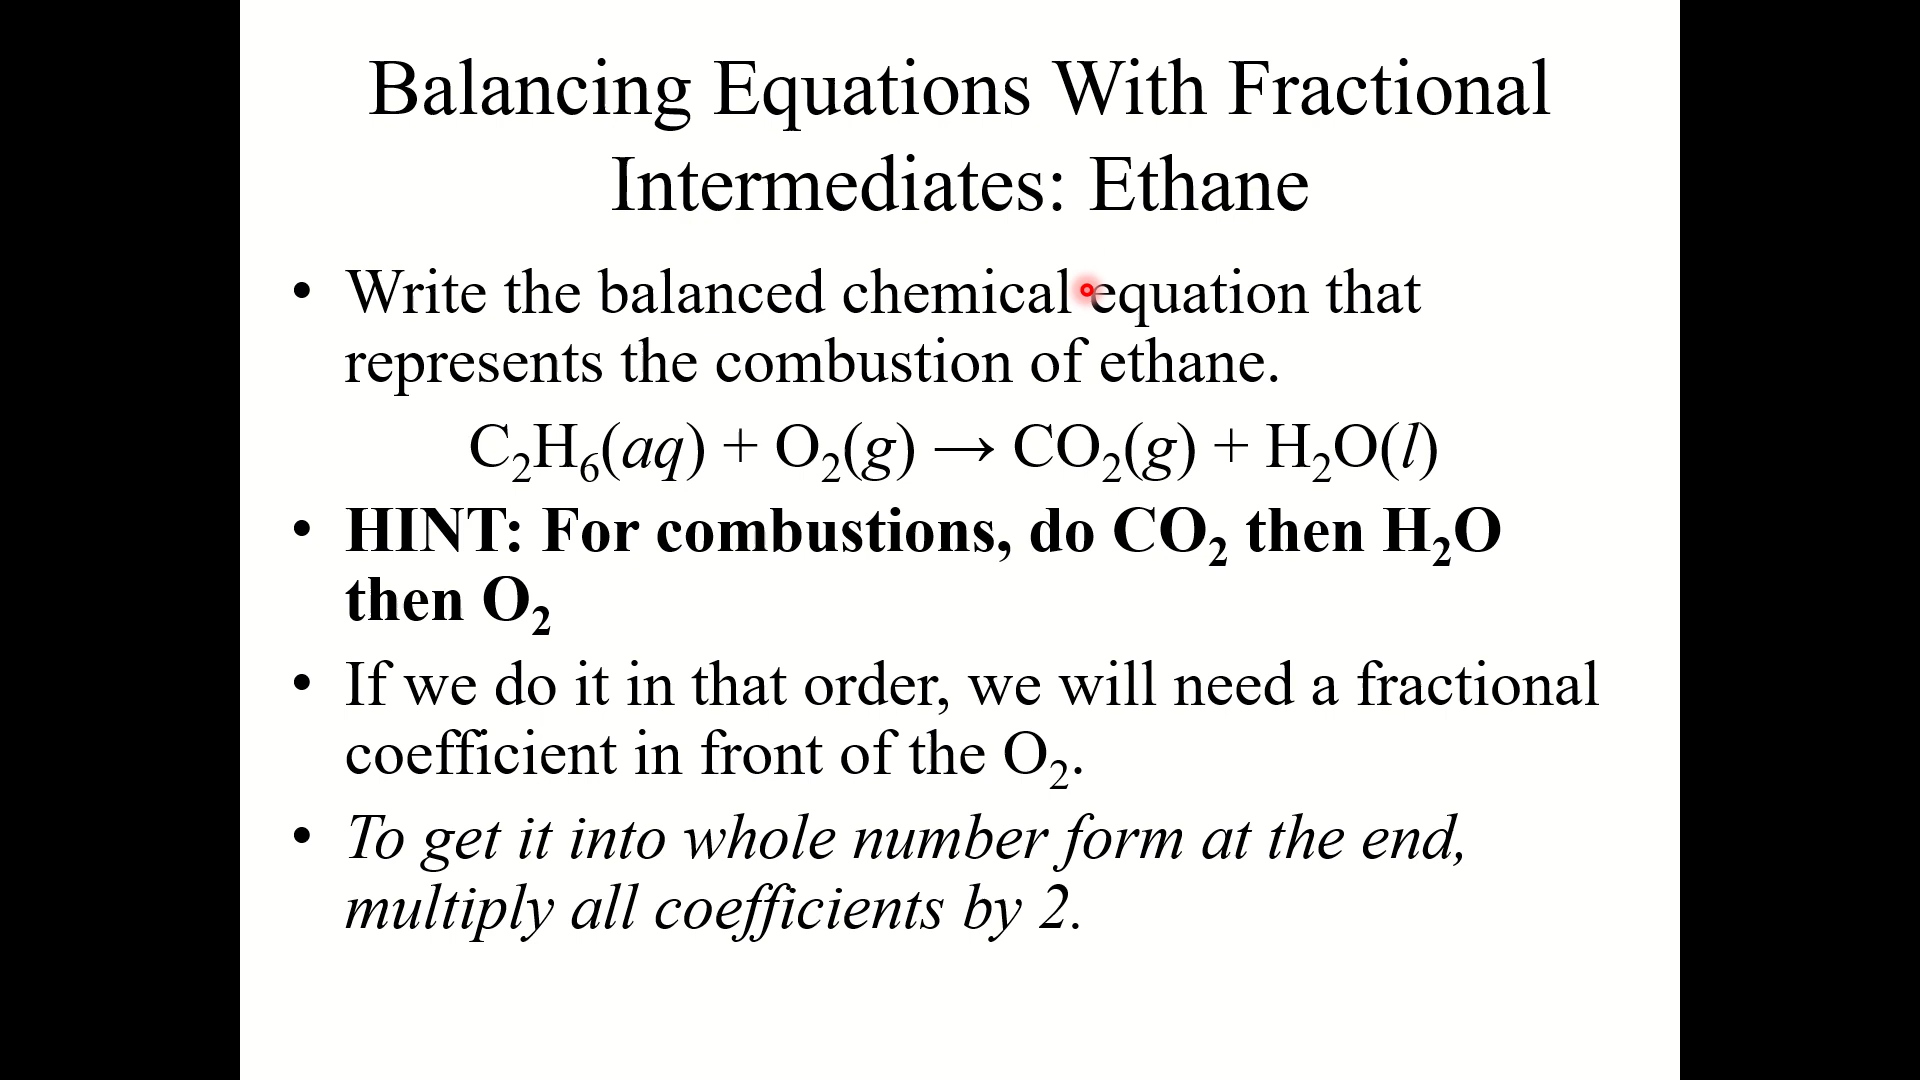 Balancing Equations With Fractional
Intermediates: Ethane
• Write the balanced chemical equation that
represents the combustion of ethane.
C₂H₆(aq) + O₂(g) → CO₂(g) + H₂O(l)
• HINT: For combustions, do CO₂ then H₂O
then O₂
• If we do it in that order, we will need a fractional
coefficient in front of the O₂.
• To get it into whole number form at the end,
multiply all coefficients by 2.